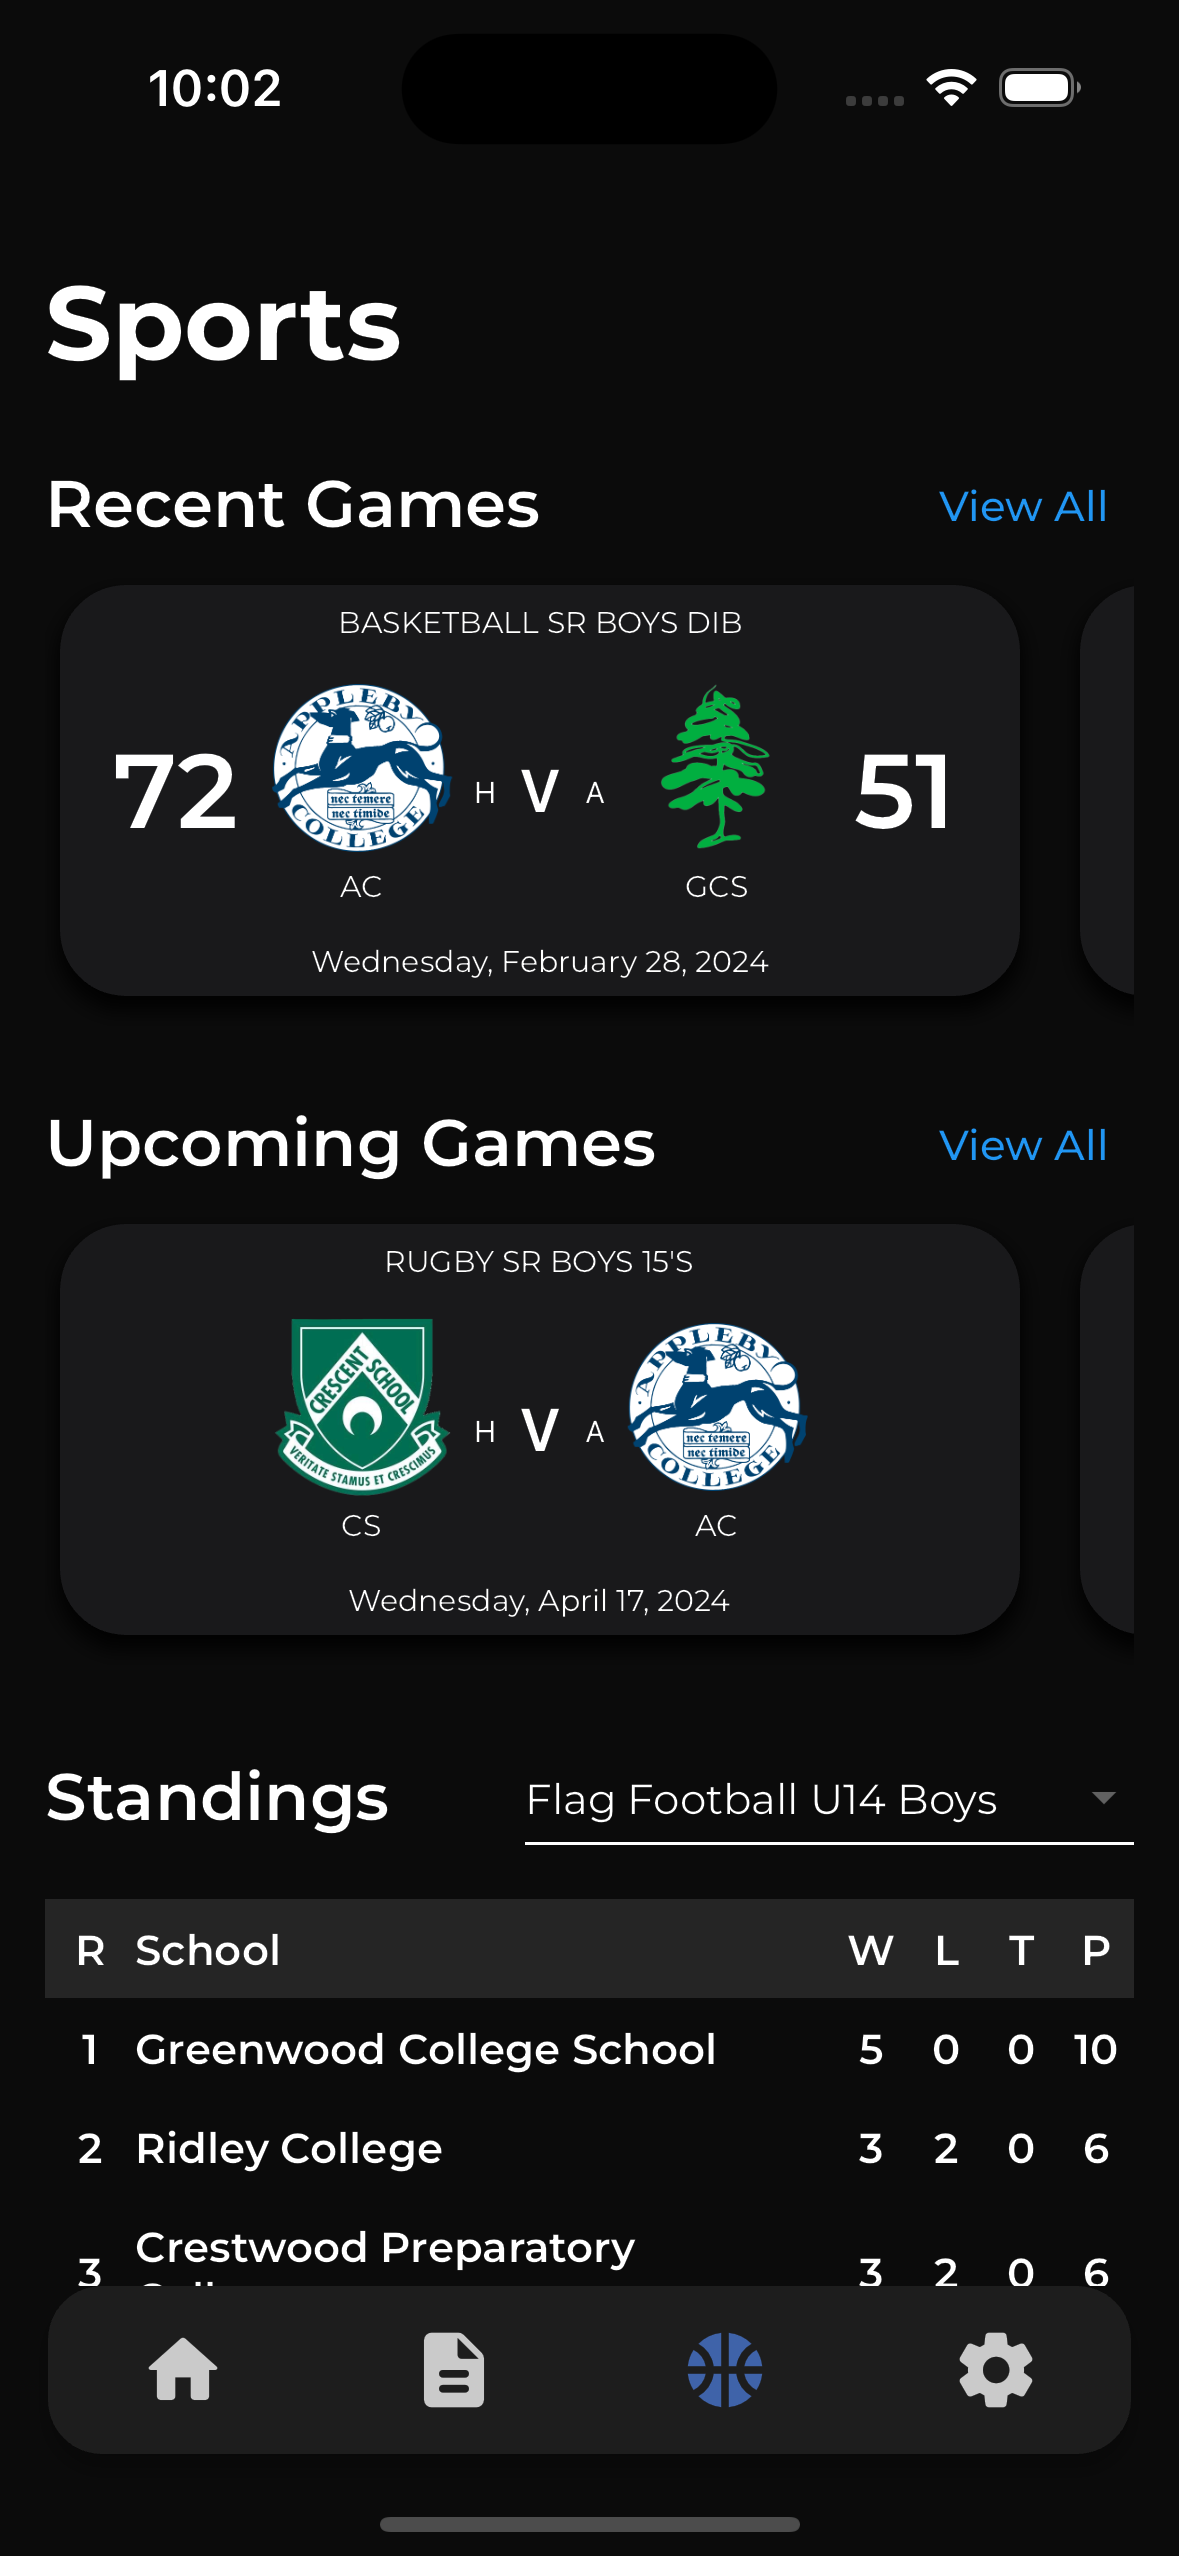 10:02
Sports
Recent Games View All
BASKETBALL SR BOYS DIB
72 APPLEBY COLLEGE nec temere nec timide H V A 51
AC GCS
Wednesday, February 28, 2024
Upcoming Games View All
RUGBY SR BOYS 15'S
CRESCENT SCHOOL VERITATE STAMUS ET CRESCIMUS H V A APPLEBY COLLEGE nec temere nec timide
CS AC
Wednesday, April 17, 2024
Standings Flag Football U14 Boys
R School W L T P
1 Greenwood College School 5 0 0 10
2 Ridley College 3 2 0 6
3 Crestwood Preparatory 3 2 0 6